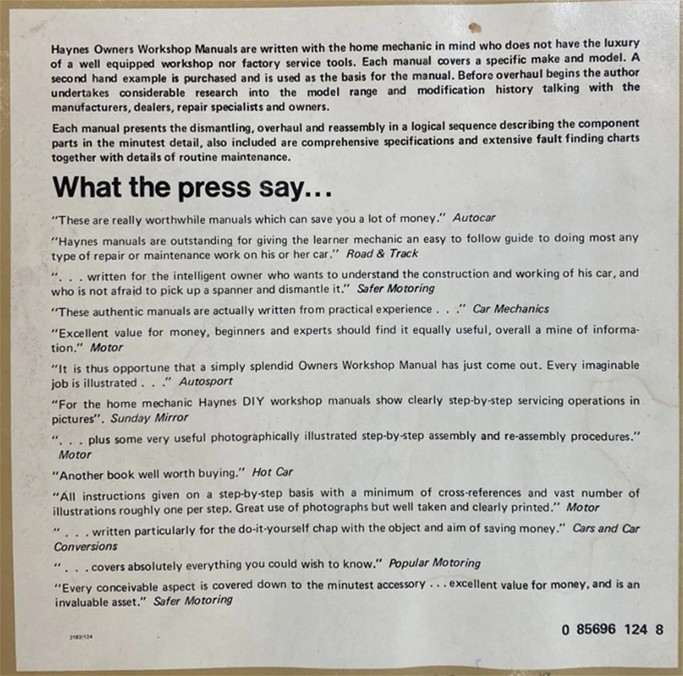 Haynes Owners Workshop Manuals are written with the home mechanic in mind who does not have the luxury
of a well equipped workshop nor factory service tools. Each manual covers a specific make and model. A
second hand example is purchased and is used as the basis for the manual. Before overhaul begins the author
undertakes considerable research into the model range and modification history talking with the
manufacturers, dealers, repair specialists and owners.
Each manual presents the dismantling, overhaul and reassembly in a logical sequence describing the component
parts in the minutest detail, also included are comprehensive specifications and extensive fault finding charts
together with details of routine maintenance.
What the press say...
"These are really worthwhile manuals which can save you a lot of money." Autocar
"Haynes manuals are outstanding for giving the learner mechanic an easy to follow guide to doing most any
type of repair or maintenance work on his or her car." Road & Track
". . . written for the intelligent owner who wants to understand the construction and working of his car, and
who is not afraid to pick up a spanner and dismantle it." Safer Motoring
"These authentic manuals are actually written from practical experience . . ." Car Mechanics
"Excellent value for money, beginners and experts should find it equally useful, overall a mine of informa-
tion." Motor
"It is thus opportune that a simply splendid Owners Workshop Manual has just come out. Every imaginable
job is illustrated . . ." Autosport
"For the home mechanic Haynes DIY workshop manuals show clearly step-by-step servicing operations in
pictures". Sunday Mirror
". . . plus some very useful photographically illustrated step-by-step assembly and re-assembly procedures."
Motor
"Another book well worth buying." Hot Car
"All instructions given on a step-by-step basis with a minimum of cross-references and vast number of
illustrations roughly one per step. Great use of photographs but well taken and clearly printed." Motor
" . . . written particularly for the do-it-yourself chap with the object and aim of saving money." Cars and Car
Conversions
" . . . covers absolutely everything you could wish to know." Popular Motoring
"Every conceivable aspect is covered down to the minutest accessory . . . excellent value for money, and is an
invaluable asset." Safer Motoring
0 85696 124 8